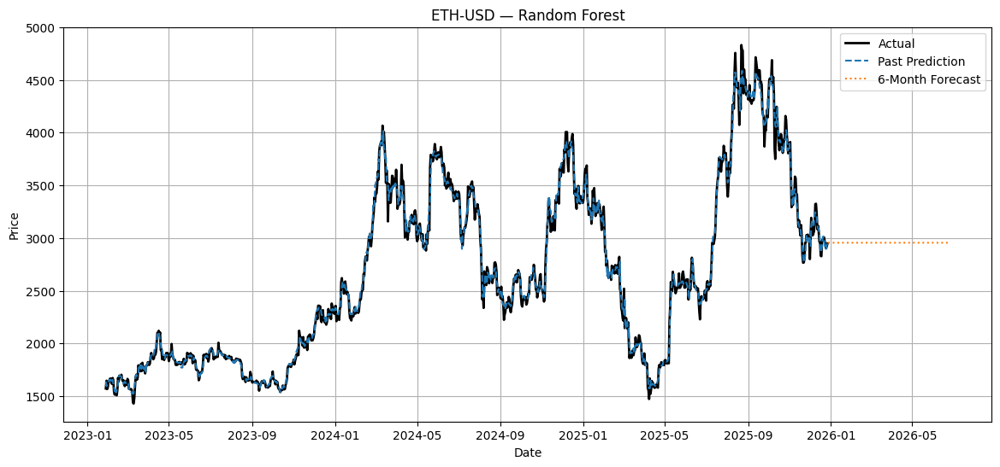 ETH-USD — Random Forest
Actual
Past Prediction
6-Month Forecast
Price
5000
4500
4000
3500
3000
2500
2000
1500
2023-01 2023-05 2023-09 2024-01 2024-05 2024-09 2025-01 2025-05 2025-09 2026-01 2026-05
Date